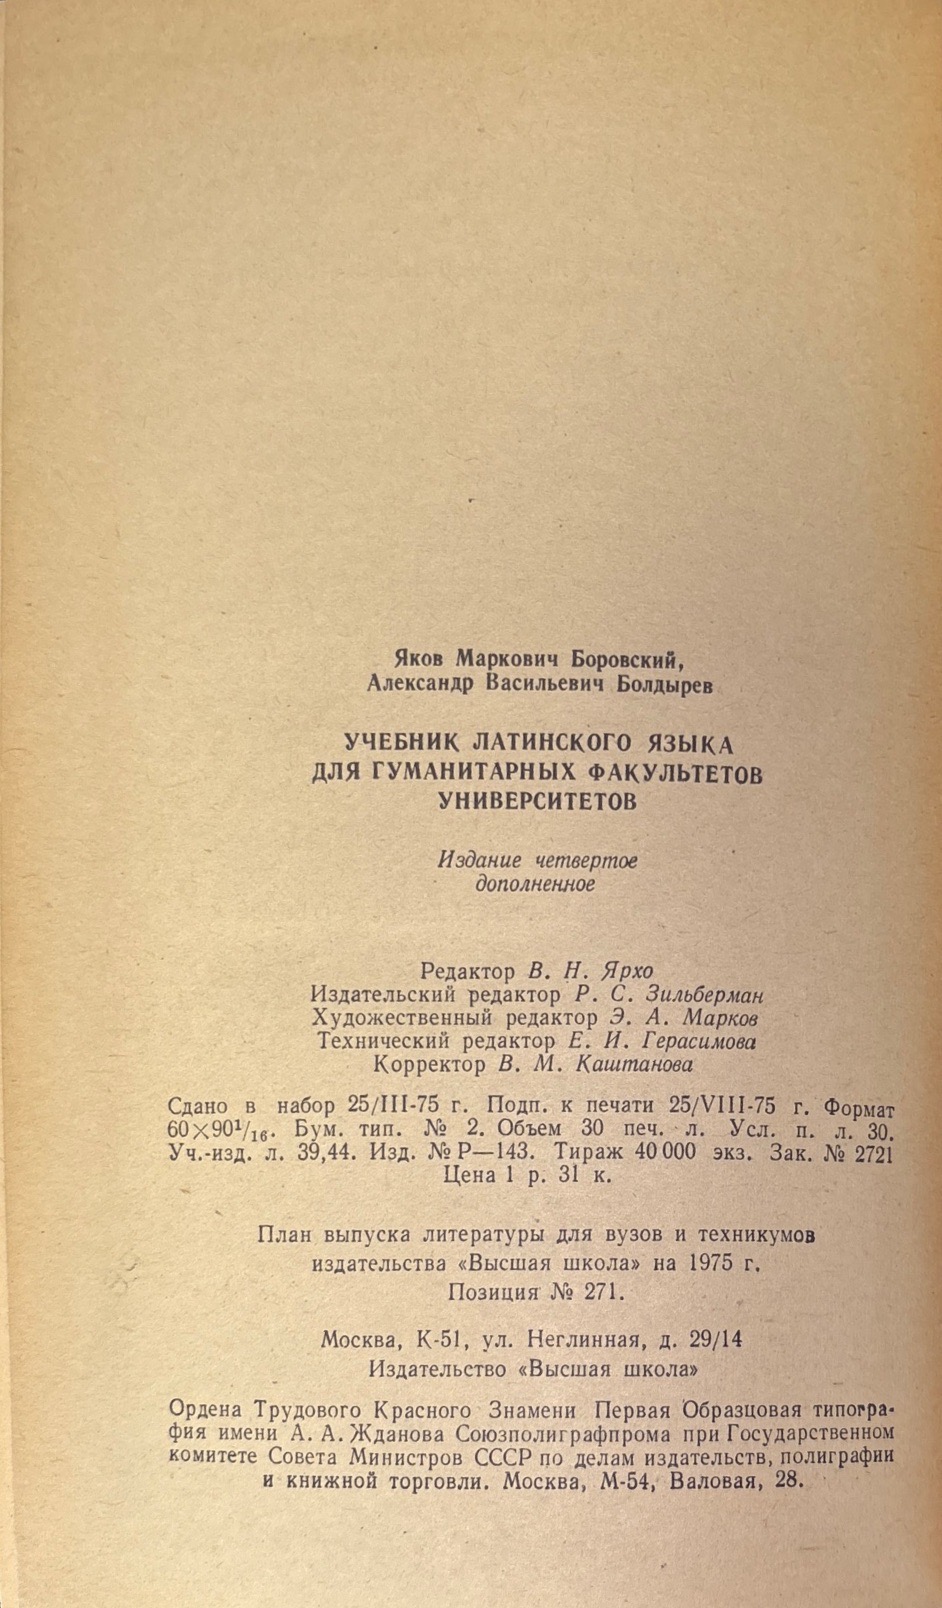 Яков Маркович Боровский,
Александр Васильевич Болдырев
УЧЕБНИК ЛАТИНСКОГО ЯЗЫКА
ДЛЯ ГУМАНИТАРНЫХ ФАКУЛЬТЕТОВ
УНИВЕРСИТЕТОВ
Издание четвертое
дополненное
Редактор В. Н. Ярхо
Издательский редактор Р. С. Зильберман
Художественный редактор Э. А. Марков
Технический редактор Е. И. Герасимова
Корректор В. М. Каштанова
Сдано в набор 25/III-75 г. Подп. к печати 25/VIII-75 г. Формат
60×90¹/₁₆. Бум. тип. № 2. Объем 30 печ. л. Усл. п. л. 30.
Уч.-изд. л. 39,44. Изд. № Р—143. Тираж 40 000 экз. Зак. № 2721
Цена 1 р. 31 к.
План выпуска литературы для вузов и техникумов
издательства «Высшая школа» на 1975 г.
Позиция № 271.
Москва, К-51, ул. Неглинная, д. 29/14
Издательство «Высшая школа»
Ордена Трудового Красного Знамени Первая Образцовая типогра-
фия имени А. А. Жданова Союзполиграфпрома при Государственном
комитете Совета Министров СССР по делам издательств, полиграфии
и книжной торговли. Москва, М-54, Валовая, 28.